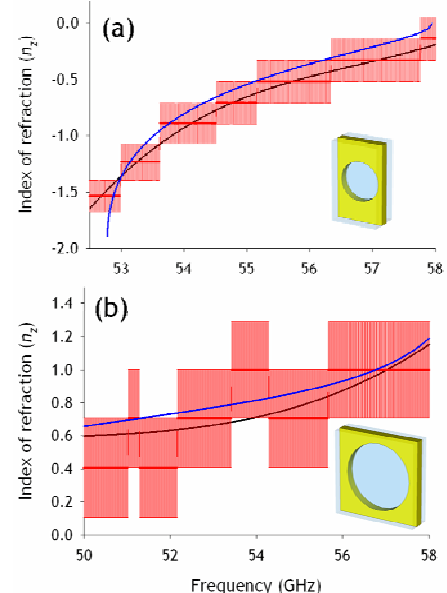 (a)
Index of refraction (nz)
0.0
-0.5
-1.0
-1.5
-2.0
53 54 55 56 57 58
(b)
Index of refraction (nz)
1.4
1.2
1.0
0.8
0.6
0.4
0.2
0.0
50 52 54 56 58
Frequency (GHz)